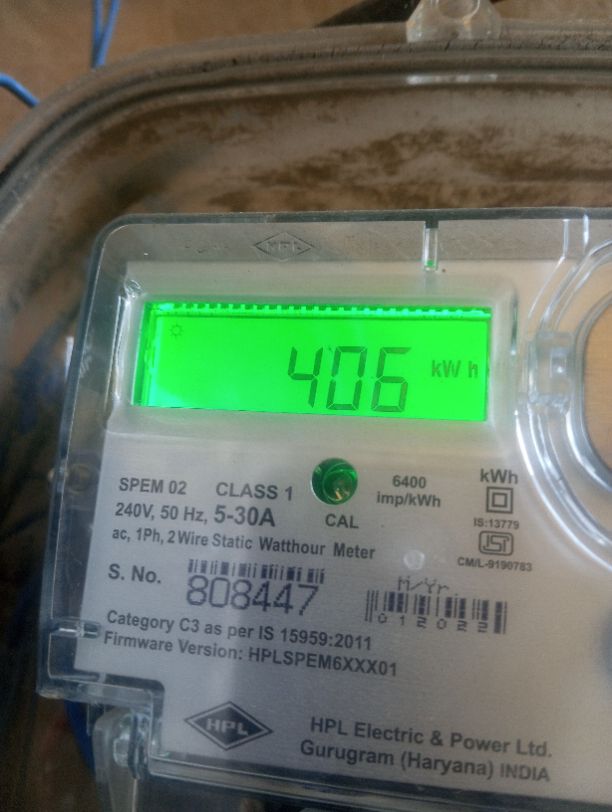 HPL
406 kWh
SPEM 02 CLASS 1
6400
imp/kWh
kWh
240V, 50 Hz, 5-30A
CAL
IS:13779
ISI
ac, 1Ph, 2 Wire Static Watthour Meter
CM/L-9190783
S. No. 808447
M/Yr.
012023
Category C3 as per IS 15959:2011
Firmware Version: HPLSPEM6XXX01
HPL
HPL Electric & Power Ltd.
Gurugram (Haryana) INDIA